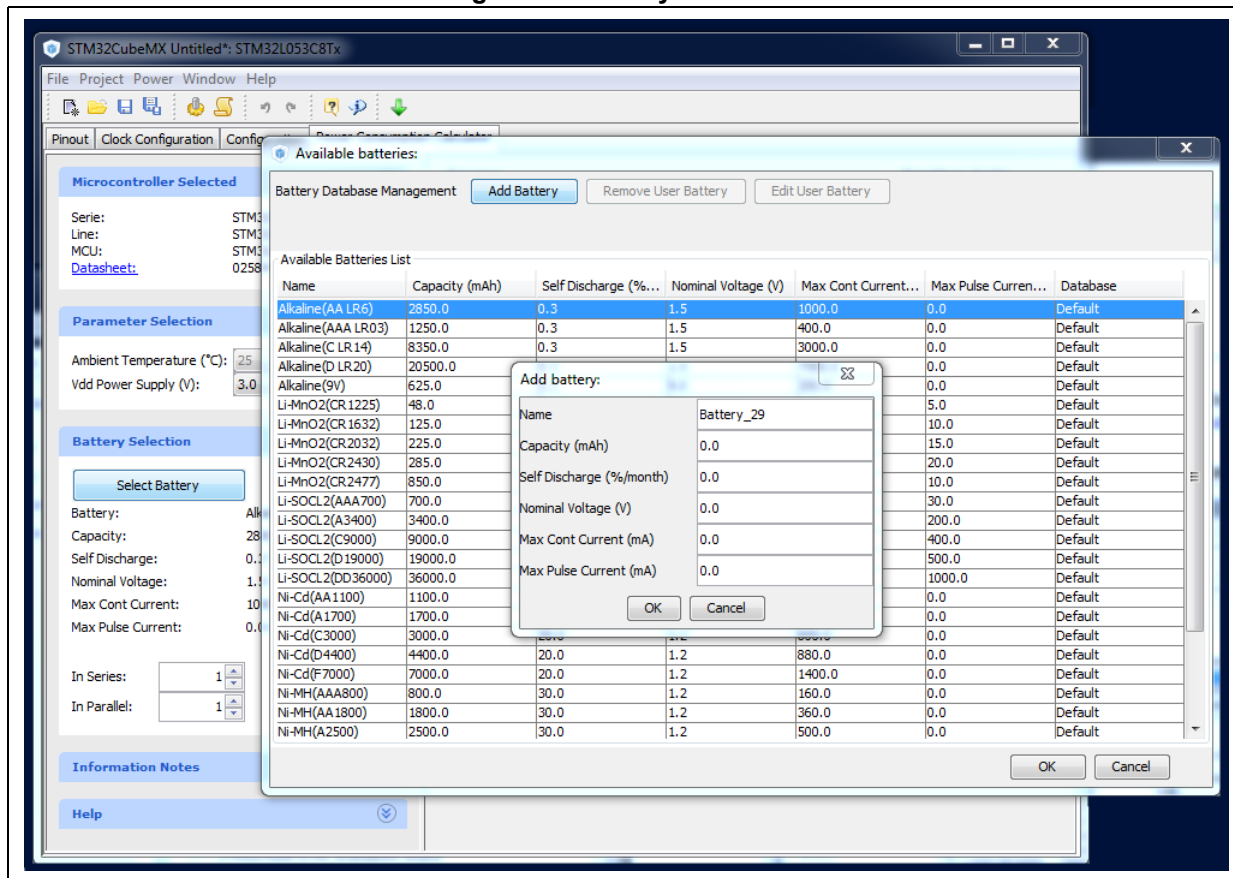 STM32CubeMX Untitled*: STM32L053C8Tx
File Project Power Window Help
Pinout Clock Configuration
Available batteries:
Microcontroller Selected
Battery Database Management Add Battery Remove User Battery Edit User Battery
Serie:
Line:
MCU:
Datasheet: 0258
Available Batteries List
Name Capacity (mAh) Self Discharge (%... Nominal Voltage (V) Max Cont Current... Max Pulse Curren... Database
Alkaline(AA LR6) 2850.0 0.3 1.5 1000.0 0.0 Default
Parameter Selection
Alkaline(AAA LR03) 1250.0 0.3 1.5 400.0 0.0 Default
Alkaline(C LR14) 8350.0 0.3 1.5 3000.0 0.0 Default
Ambient Temperature (°C): 25
Alkaline(D LR20) 20500.0 0.0 Default
Vdd Power Supply (V): 3.0
Alkaline(9V) 625.0 0.0 Default
Li-MnO2(CR1225) 48.0 5.0 Default
Li-MnO2(CR1632) 125.0 10.0 Default
Battery Selection
Li-MnO2(CR2032) 225.0 15.0 Default
Li-MnO2(CR2430) 285.0 20.0 Default
Select Battery
Li-MnO2(CR2477) 850.0 10.0 Default
Li-SOCL2(AAA700) 700.0 30.0 Default
Battery:
Li-SOCL2(A3400) 3400.0 200.0 Default
Capacity:
Li-SOCL2(C9000) 9000.0 400.0 Default
Self Discharge:
Li-SOCL2(D19000) 19000.0 500.0 Default
Nominal Voltage:
Li-SOCL2(DD36000) 36000.0 1000.0 Default
Max Cont Current:
Ni-Cd(AA1100) 1100.0 0.0 Default
Max Pulse Current:
Ni-Cd(A1700) 1700.0 0.0 Default
Ni-Cd(C3000) 3000.0 0.0 Default
Ni-Cd(D4400) 4400.0 20.0 1.2 880.0 0.0 Default
In Series: 1
Ni-Cd(F7000) 7000.0 20.0 1.2 1400.0 0.0 Default
Ni-MH(AAA800) 800.0 30.0 1.2 160.0 0.0 Default
In Parallel: 1
Ni-MH(AA1800) 1800.0 30.0 1.2 360.0 0.0 Default
Ni-MH(A2500) 2500.0 30.0 1.2 500.0 0.0 Default
Add battery:
Name Battery_29
Capacity (mAh) 0.0
Self Discharge (%/month) 0.0
Nominal Voltage (V) 0.0
Max Cont Current (mA) 0.0
Max Pulse Current (mA) 0.0
OK Cancel
Information Notes
OK Cancel
Help